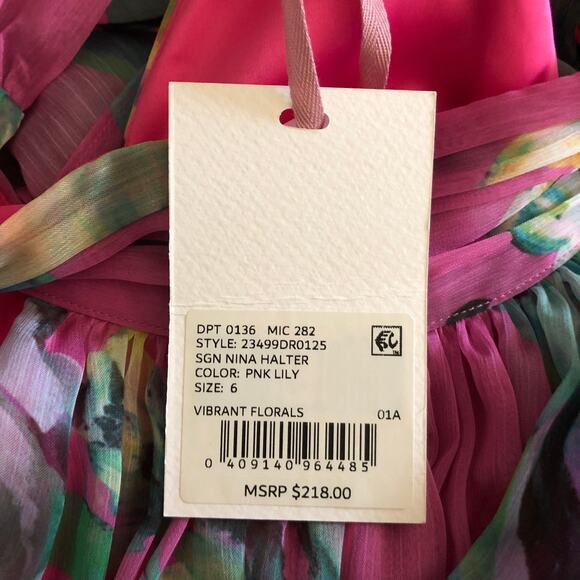 DPT 0136 MIC 282
STYLE: 23499DR0125
SGN NINA HALTER
COLOR: PNK LILY
SIZE: 6
VIBRANT FLORALS 01A
0 409140 964485
MSRP $218.00